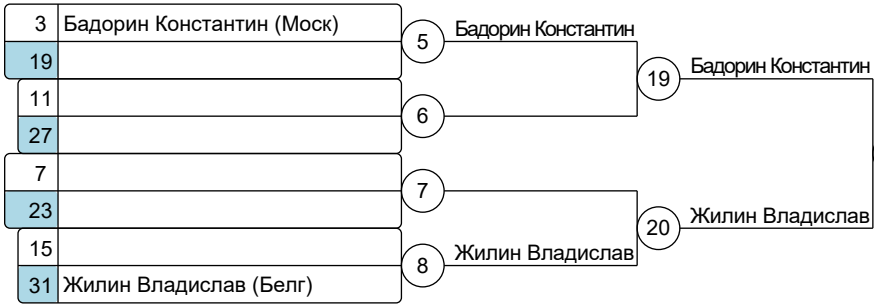 3 Бадорин Константин (Моск)
19
5 Бадорин Константин
19 Бадорин Константин
11
27
6
7
23
7
20 Жилин Владислав
15
31 Жилин Владислав (Белг)
8 Жилин Владислав